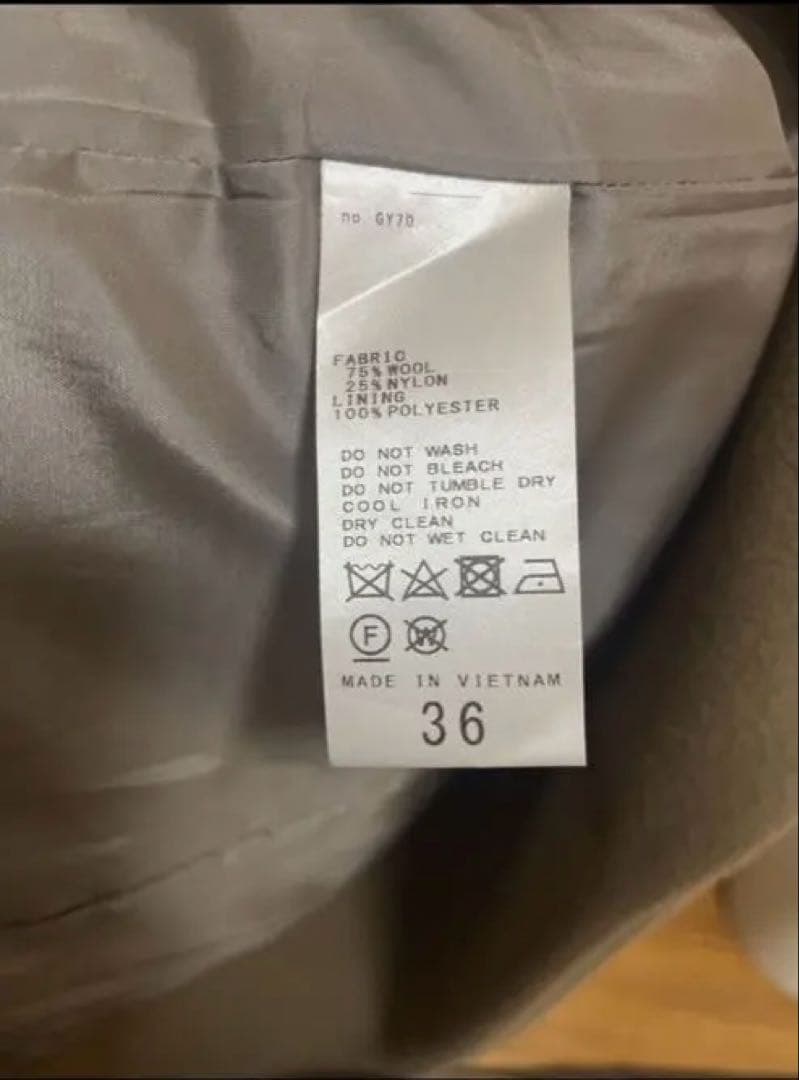 no GY70
FABRIC
75% WOOL
25% NYLON
LINING
100% POLYESTER
DO NOT WASH
DO NOT BLEACH
DO NOT TUMBLE DRY
COOL IRON
DRY CLEAN
DO NOT WET CLEAN
F W
MADE IN VIETNAM
36